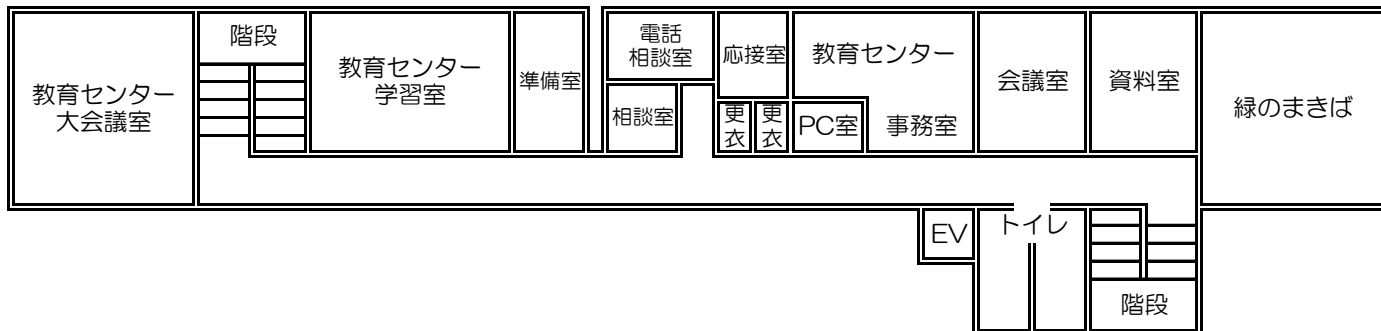 教育センター
大会議室
階段
教育センター
学習室
準備室
電話
相談室
相談室
応接室
更
衣
更
衣
教育センター
PC室
事務室
会議室
資料室
緑のまきば
EV
トイレ
階段